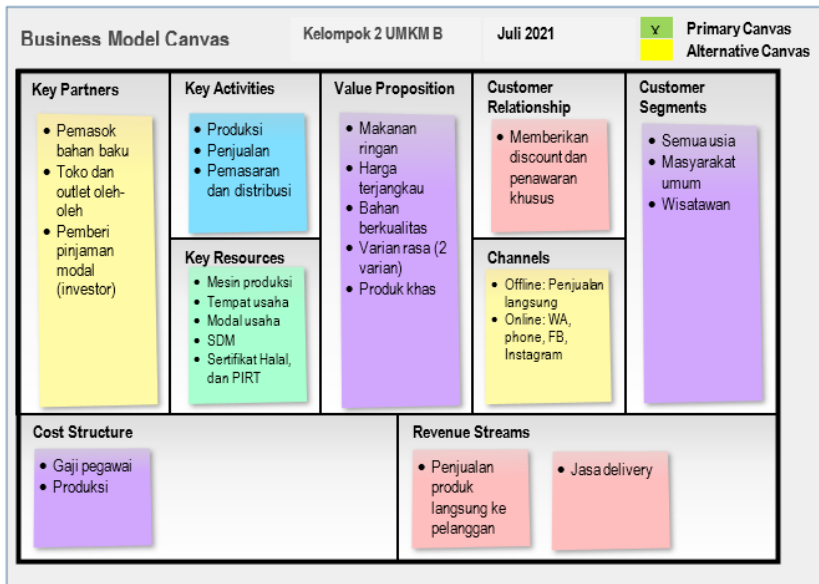 Business Model Canvas
Kelompok 2 UMKM B
Juli 2021
X Primary Canvas
Alternative Canvas
Key Partners
• Pemasok
bahan baku
• Toko dan
outlet oleh-
oleh
• Pemberi
pinjaman
modal
(investor)
Key Activities
• Produksi
• Penjualan
• Pemasaran
dan distribusi
Key Resources
• Mesin produksi
• Tempat usaha
• Modal usaha
• SDM
• Sertifikat Halal,
dan PIRT
Value Proposition
• Makanan
ringan
• Harga
terjangkau
• Bahan
berkualitas
• Varian rasa (2
varian)
• Produk khas
Customer
Relationship
• Memberikan
discount dan
penawaran
khusus
Channels
• Offline: Penjualan
langsung
• Online: WA,
phone, FB,
Instagram
Customer
Segments
• Semua usia
• Masyarakat
umum
• Wisatawan
Cost Structure
• Gaji pegawai
• Produksi
Revenue Streams
• Penjualan
produk
langsung ke
pelanggan
• Jasa delivery